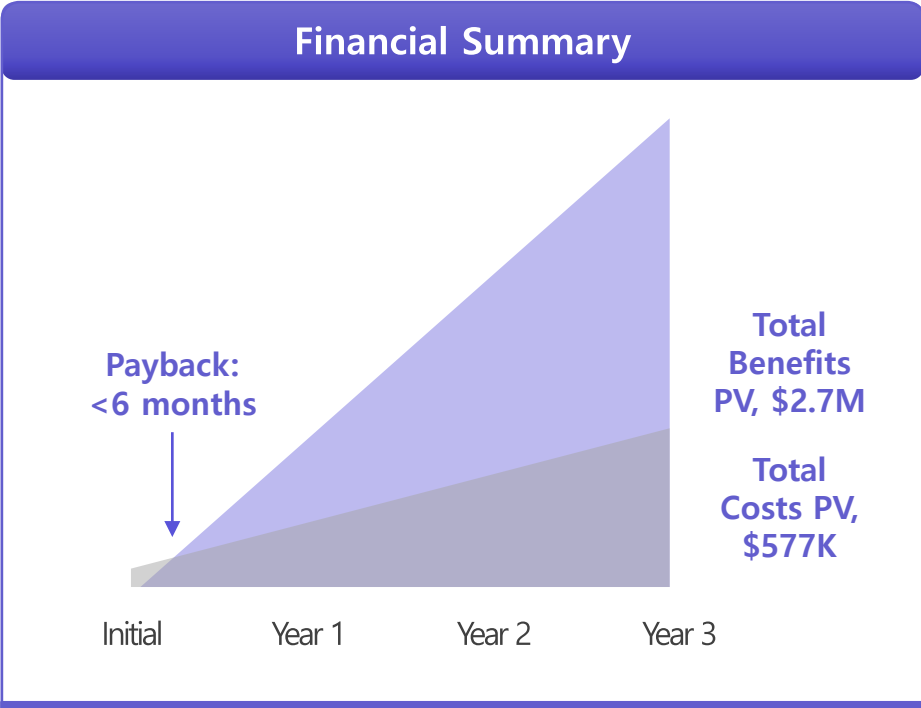 Financial Summary
Payback:
<6 months
Total
Benefits
PV, $2.7M
Total
Costs PV,
$577K
Initial
Year 1
Year 2
Year 3